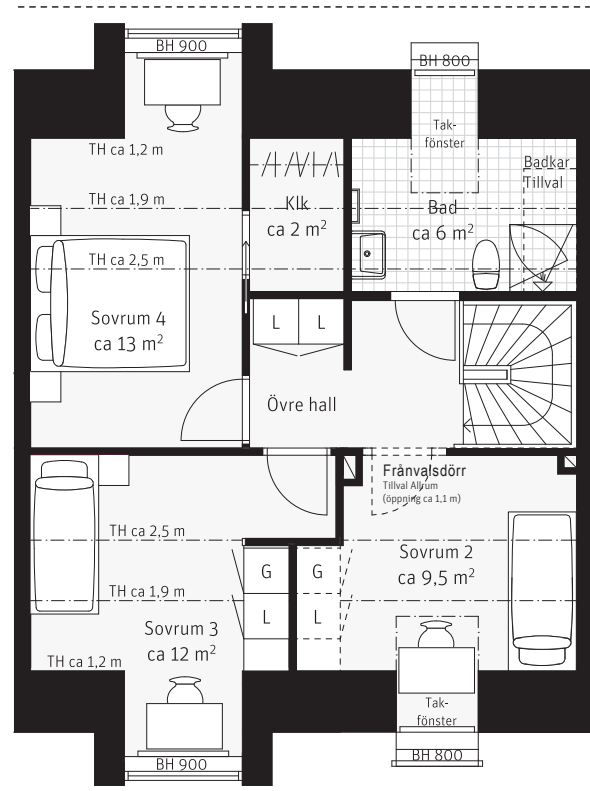 BH 900
BH 800
Tak-
fönster
TH ca 1,2 m
Badkar
Tillval
TH ca 1,9 m
Klk
ca 2 m²
Bad
ca 6 m²
TH ca 2,5 m
Sovrum 4
ca 13 m²
L
L
Övre hall
Frånvalsdörr
Tillval Allrum
(öppning ca 1,1 m)
TH ca 2,5 m
G
G
Sovrum 2
ca 9,5 m²
TH ca 1,9 m
L
L
Sovrum 3
ca 12 m²
TH ca 1,2 m
Tak-
fönster
BH 900
BH 800